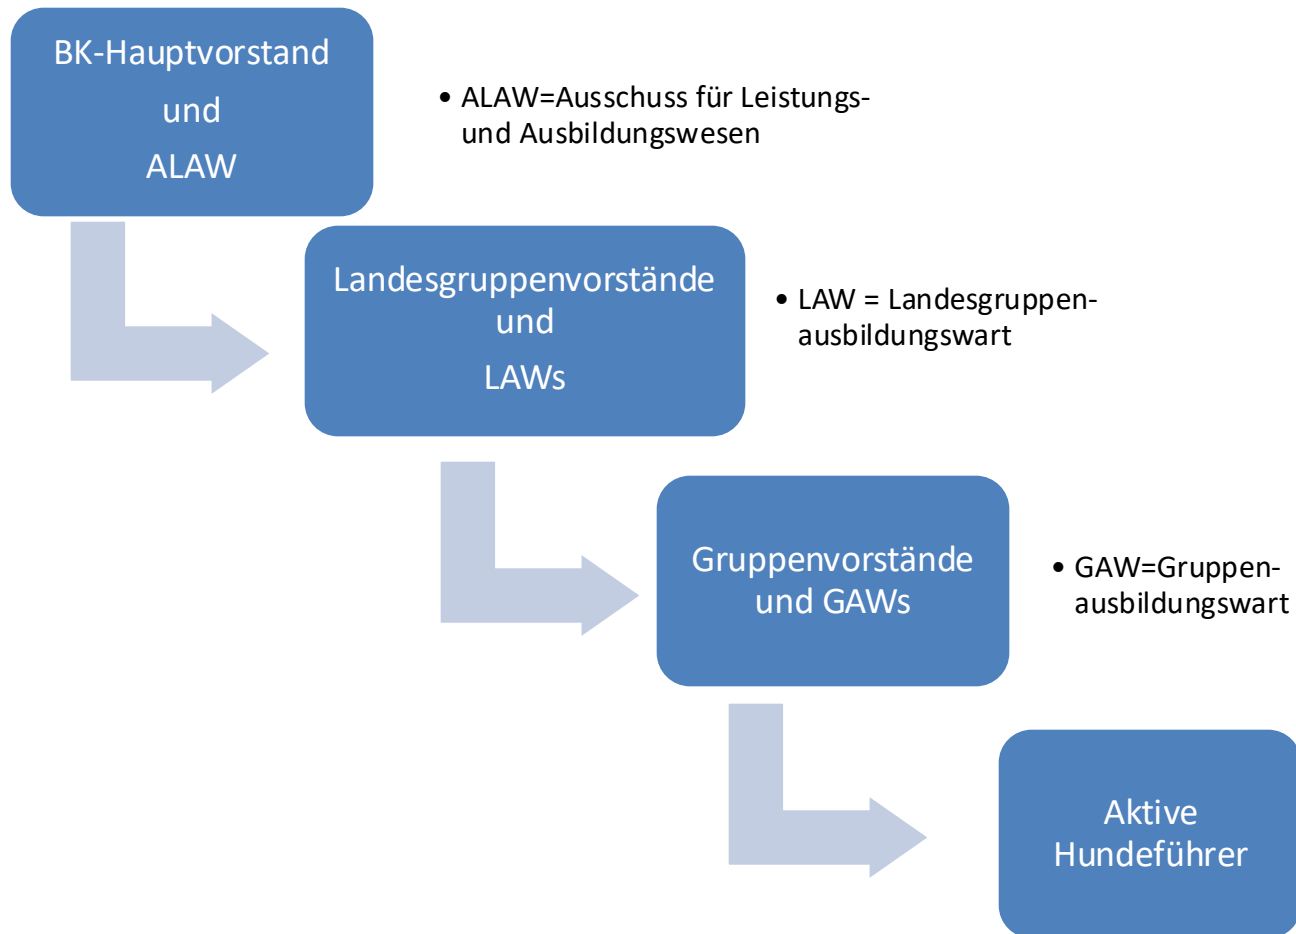 BK-Hauptvorstand
und
ALAW
• ALAW=Ausschuss für Leistungs-
und Ausbildungswesen
Landesgruppenvorstände
und
LAWs
• LAW = Landesgruppen-
ausbildungswart
Gruppenvorstände
und GAWs
• GAW=Gruppen-
ausbildungswart
Aktive
Hundeführer